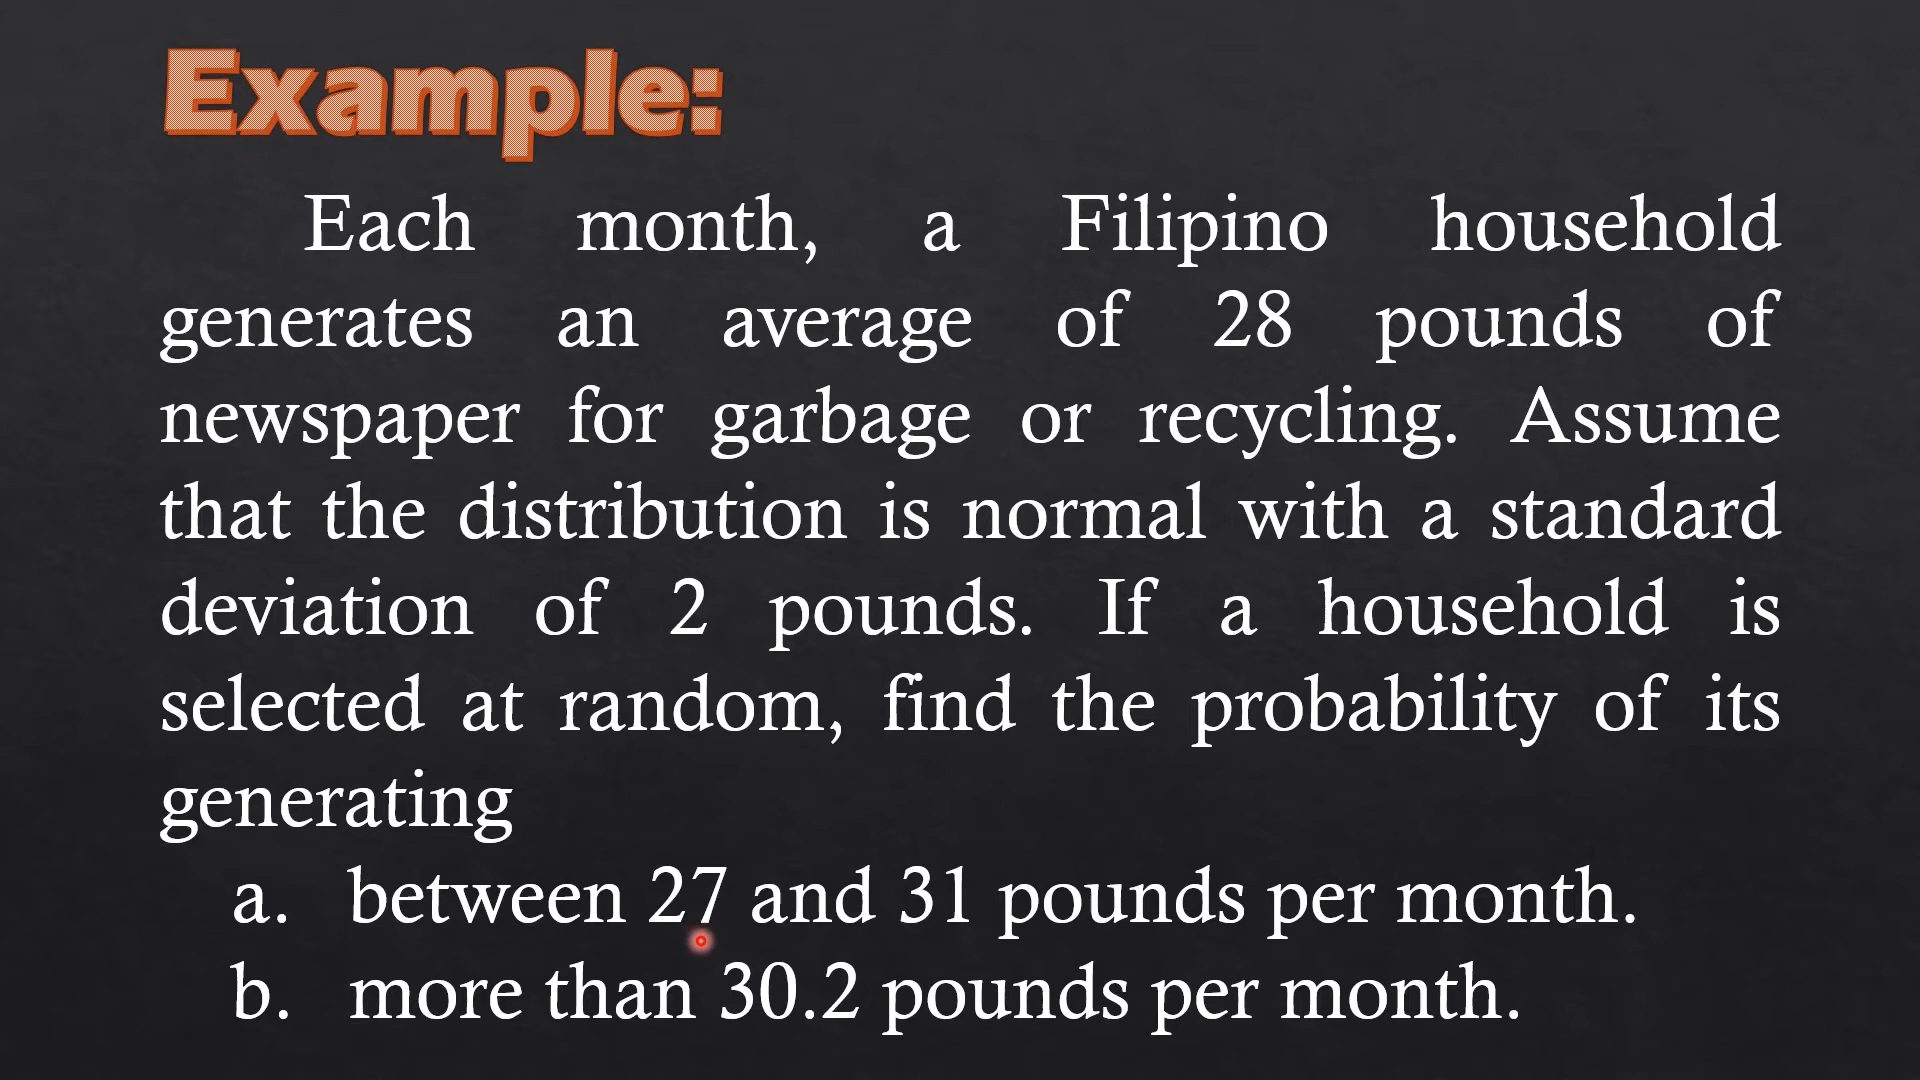 Example:
Each month, a Filipino household
generates an average of 28 pounds of
newspaper for garbage or recycling. Assume
that the distribution is normal with a standard
deviation of 2 pounds. If a household is
selected at random, find the probability of its
generating
a. between 27 and 31 pounds per month.
b. more than 30.2 pounds per month.